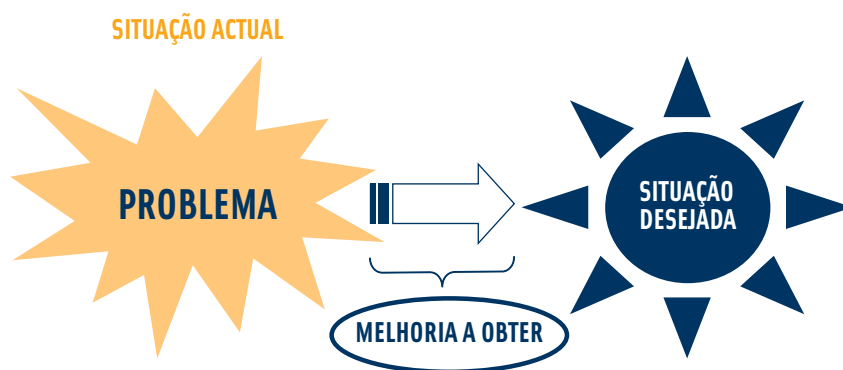 SITUAÇÃO ACTUAL
PROBLEMA
SITUAÇÃO
DESEJADA
MELHORIA A OBTER